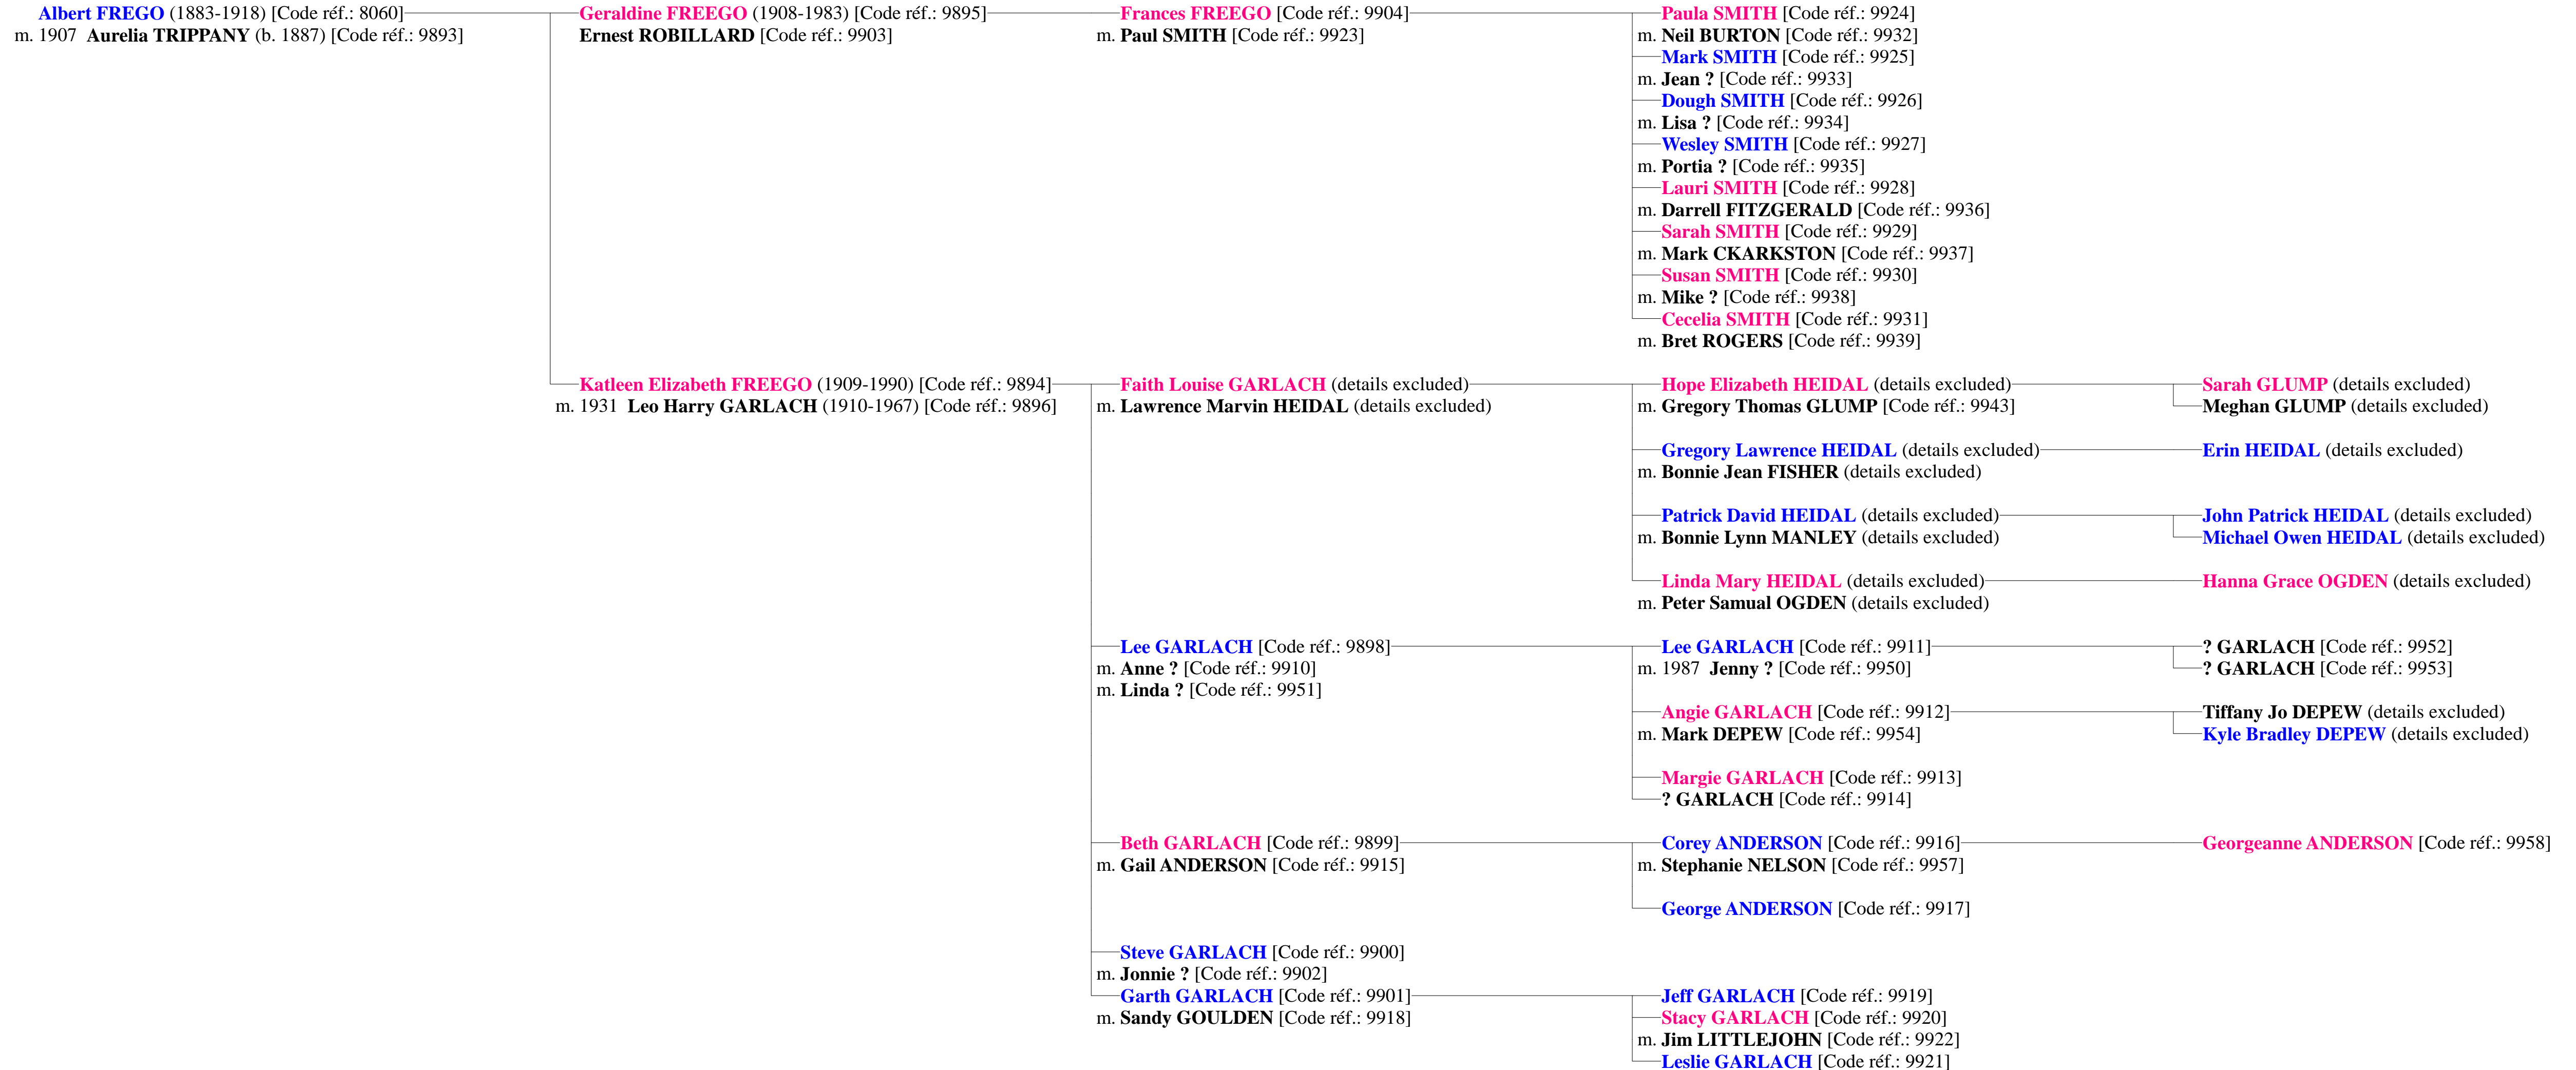 Albert FREGO (1883-1918) [Code réf.: 8060]
m. 1907 Aurelia TRIPPANY (b. 1887) [Code réf.: 9893]
Geraldine FREEGO (1908-1983) [Code réf.: 9895]
Ernest ROBILLARD [Code réf.: 9903]
Frances FREEGO [Code réf.: 9904]
m. Paul SMITH [Code réf.: 9923]
Paula SMITH [Code réf.: 9924]
m. Neil BURTON [Code réf.: 9932]
Mark SMITH [Code réf.: 9925]
m. Jean ? [Code réf.: 9933]
Dough SMITH [Code réf.: 9926]
m. Lisa ? [Code réf.: 9934]
Wesley SMITH [Code réf.: 9927]
m. Portia ? [Code réf.: 9935]
Lauri SMITH [Code réf.: 9928]
m. Darrell FITZGERALD [Code réf.: 9936]
Sarah SMITH [Code réf.: 9929]
m. Mark CKARKSTON [Code réf.: 9937]
Susan SMITH [Code réf.: 9930]
m. Mike ? [Code réf.: 9938]
Cecelia SMITH [Code réf.: 9931]
m. Bret ROGERS [Code réf.: 9939]
Katleen Elizabeth FREEGO (1909-1990) [Code réf.: 9894]
m. 1931 Leo Harry GARLACH (1910-1967) [Code réf.: 9896]
Faith Louise GARLACH (details excluded)
m. Lawrence Marvin HEIDAL (details excluded)
Hope Elizabeth HEIDAL (details excluded)
m. Gregory Thomas GLUMP [Code réf.: 9943]
Sarah GLUMP (details excluded)
Meghan GLUMP (details excluded)
Gregory Lawrence HEIDAL (details excluded)
m. Bonnie Jean FISHER (details excluded)
Erin HEIDAL (details excluded)
Patrick David HEIDAL (details excluded)
m. Bonnie Lynn MANLEY (details excluded)
John Patrick HEIDAL (details excluded)
Michael Owen HEIDAL (details excluded)
Linda Mary HEIDAL (details excluded)
m. Peter Samual OGDEN (details excluded)
Hanna Grace OGDEN (details excluded)
Lee GARLACH [Code réf.: 9898]
m. Anne ? [Code réf.: 9910]
m. Linda ? [Code réf.: 9951]
Lee GARLACH [Code réf.: 9911]
m. 1987 Jenny ? [Code réf.: 9950]
? GARLACH [Code réf.: 9952]
? GARLACH [Code réf.: 9953]
Angie GARLACH [Code réf.: 9912]
m. Mark DEPEW [Code réf.: 9954]
Tiffany Jo DEPEW (details excluded)
Kyle Bradley DEPEW (details excluded)
Margie GARLACH [Code réf.: 9913]
? GARLACH [Code réf.: 9914]
Beth GARLACH [Code réf.: 9899]
m. Gail ANDERSON [Code réf.: 9915]
Corey ANDERSON [Code réf.: 9916]
m. Stephanie NELSON [Code réf.: 9957]
Georgeanne ANDERSON [Code réf.: 9958]
George ANDERSON [Code réf.: 9917]
Steve GARLACH [Code réf.: 9900]
m. Jonnie ? [Code réf.: 9902]
Garth GARLACH [Code réf.: 9901]
m. Sandy GOULDEN [Code réf.: 9918]
Jeff GARLACH [Code réf.: 9919]
Stacy GARLACH [Code réf.: 9920]
m. Jim LITTLEJOHN [Code réf.: 9922]
Leslie GARLACH [Code réf.: 9921]